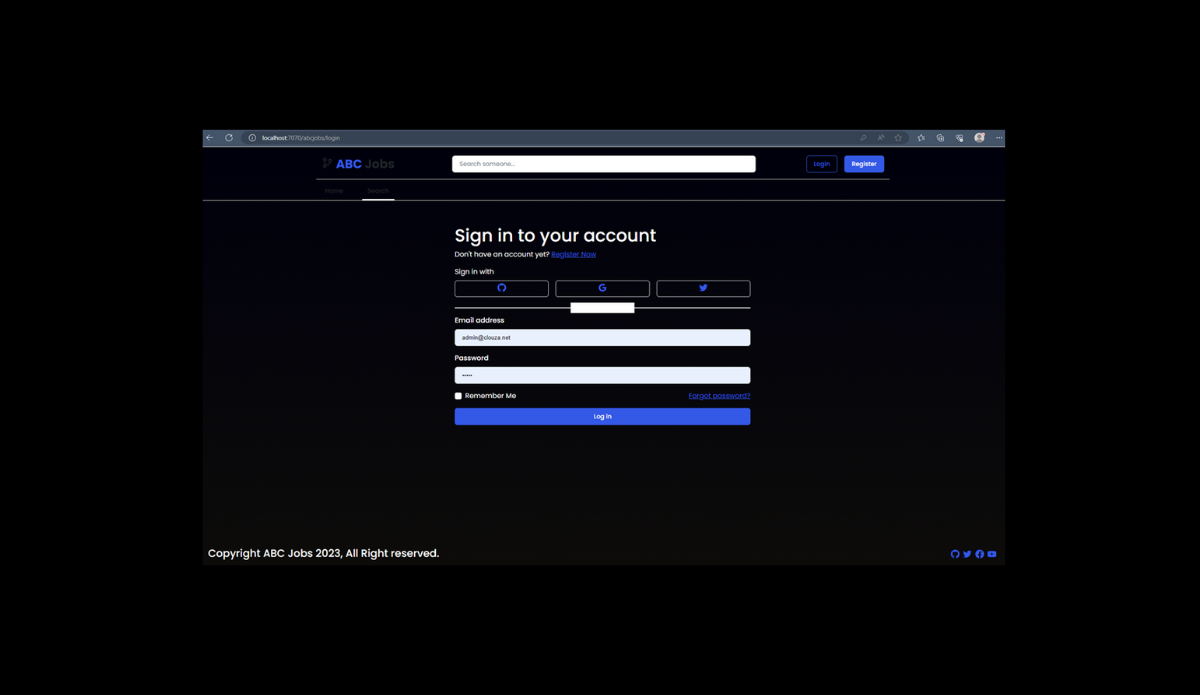 localhost:7070/abcjobs/login
ABC Jobs
Search someone...
Login
Register
Home
Search
Sign in to your account
Don't have an account yet? Register Now
Sign in with
Email address
admin@clouza.net
Password
•••••
Remember Me
Forgot password?
Log In
Copyright ABC Jobs 2023, All Right reserved.